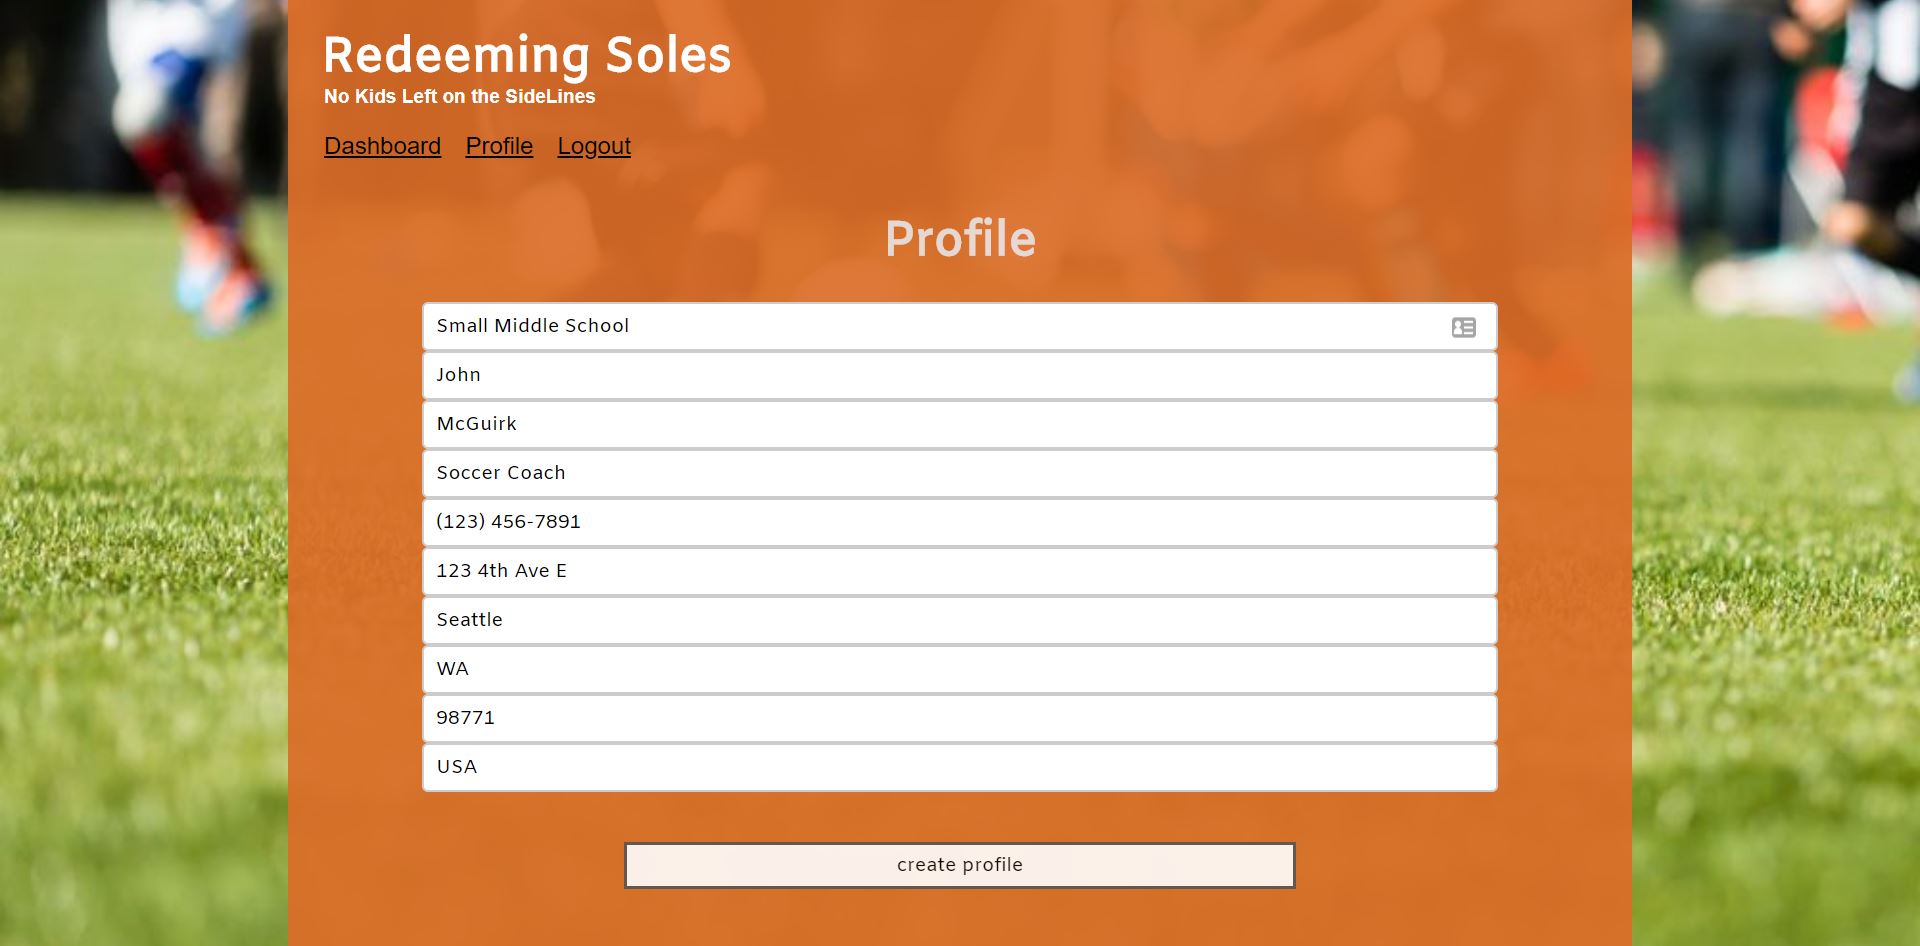 Redeeming Soles
No Kids Left on the SideLines
Dashboard Profile Logout
Profile
Small Middle School
John
McGuirk
Soccer Coach
(123) 456-7891
123 4th Ave E
Seattle
WA
98771
USA
create profile